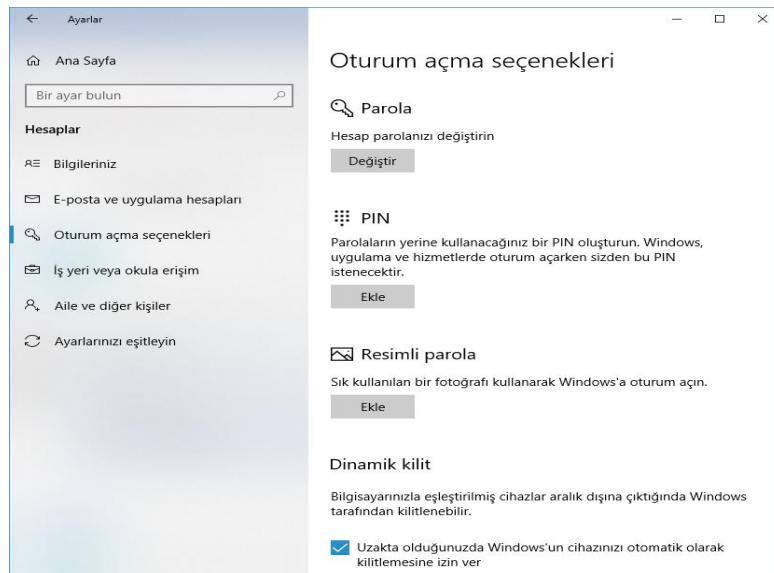 Ayarlar
Ana Sayfa
Bir ayar bulun
Hesaplar
Bilgileriniz
E-posta ve uygulama hesapları
Oturum açma seçenekleri
İş yeri veya okula erişim
Aile ve diğer kişiler
Ayarlarınızı eşitleyin
Oturum açma seçenekleri
Parola
Hesap parolanızı değiştirin
Değiştir
PIN
Parolaların yerine kullanacağınız bir PIN oluşturun. Windows,
uygulama ve hizmetlerde oturum açarken sizden bu PIN
istenecektir.
Ekle
Resimli parola
Sık kullanılan bir fotoğrafı kullanarak Windows'a oturum açın.
Ekle
Dinamik kilit
Bilgisayarınızla eşleştirilmiş cihazlar aralık dışına çıktığında Windows
tarafından kilitlenebilir.
Uzakta olduğunuzda Windows'un cihazınızı otomatik olarak
kilitlemesine izin ver